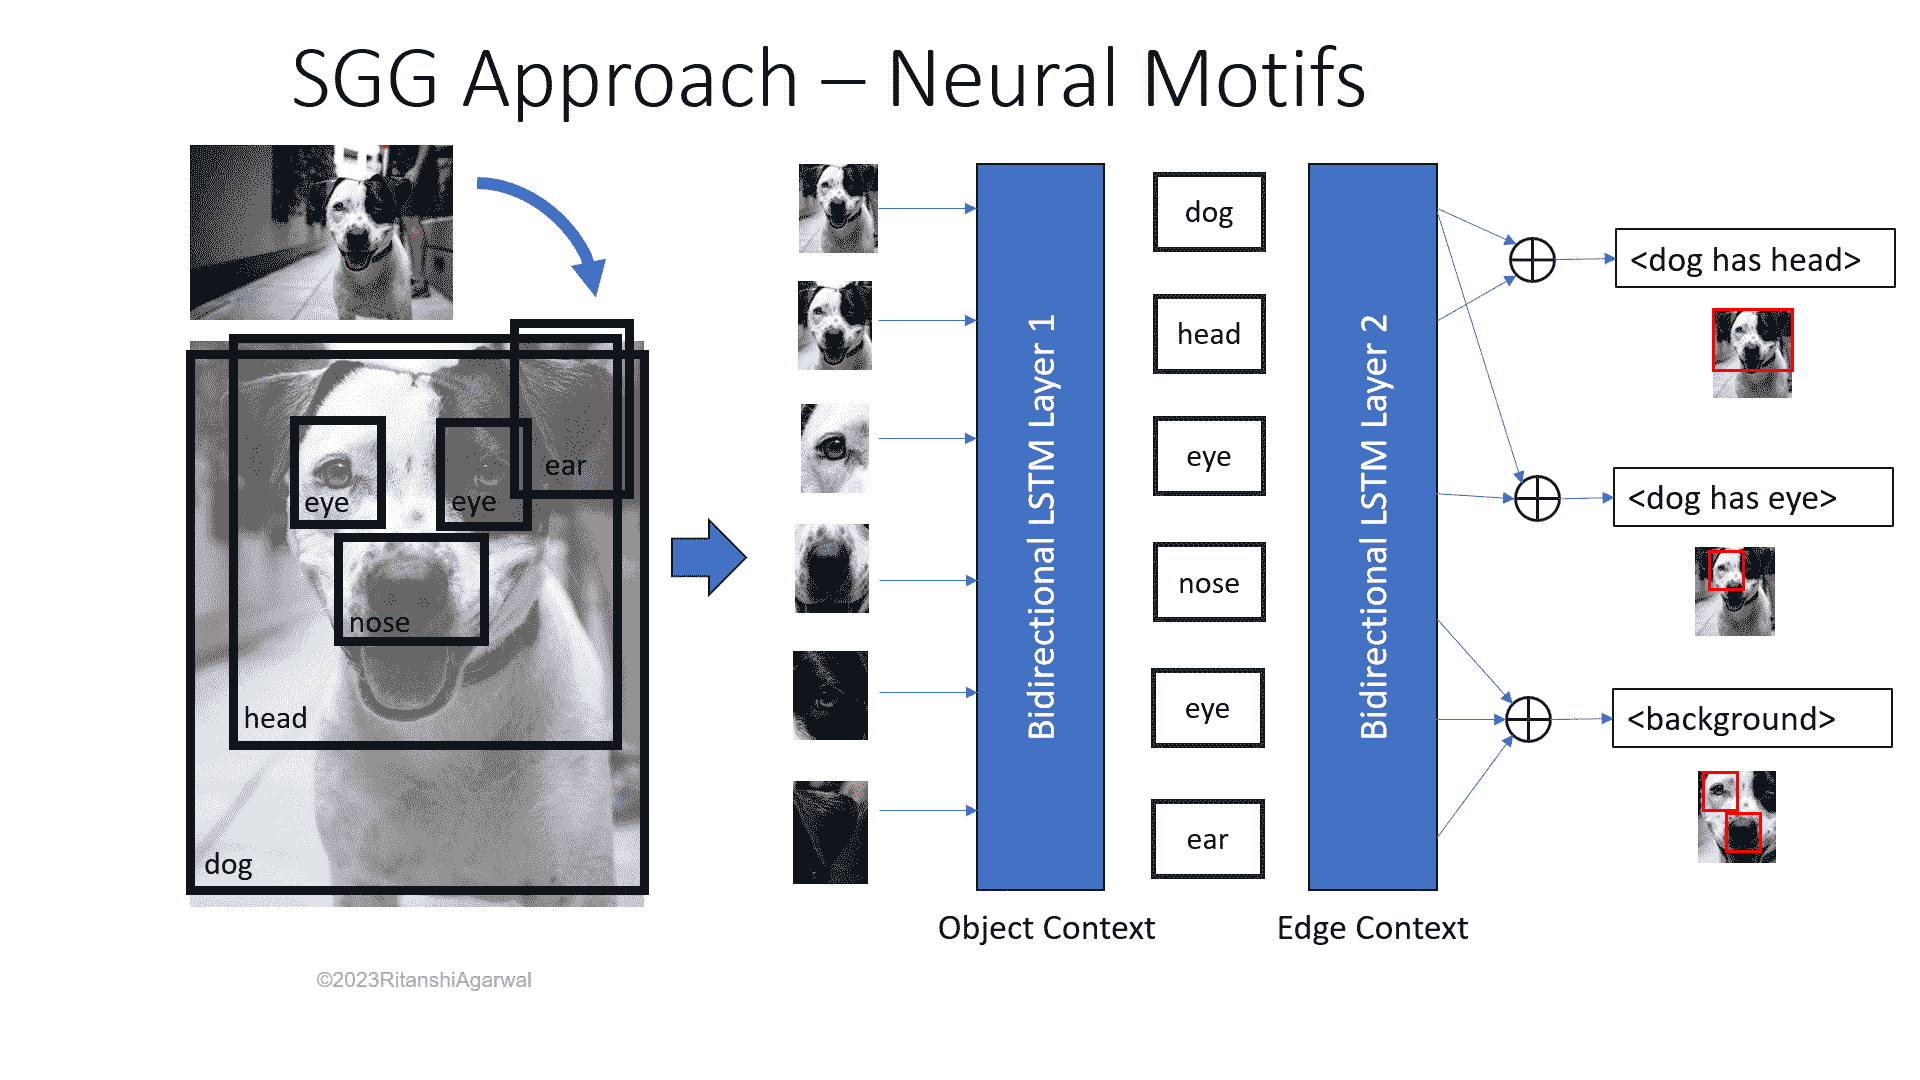 SGG Approach – Neural Motifs
eye
eye
ear
nose
head
dog
Bidirectional LSTM Layer 1
dog
head
eye
nose
eye
ear
Bidirectional LSTM Layer 2
<dog has head>
<dog has eye>
<background>
Object Context
Edge Context
©2023RitanshiAgarwal